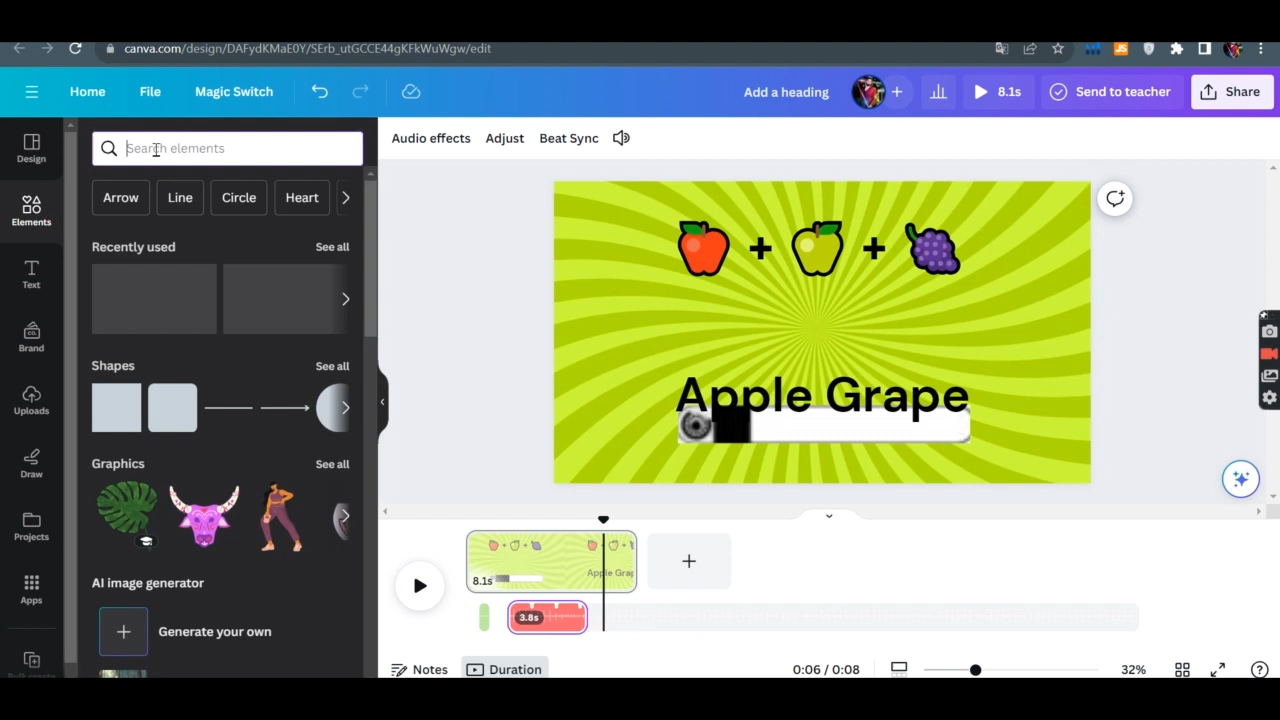 canva.com/design/DAFydKMaE0Y/SErb_utGCCE44gKFkWuWgw/edit
JS
Home File Magic Switch Add a heading 8.1s Send to teacher Share
Design
Elements
Text
Brand
CO.
Uploads
Draw
Projects
Apps
Search elements
Arrow Line Circle Heart
Recently used See all
Shapes See all
Graphics See all
AI image generator
Generate your own
Audio effects Adjust Beat Sync
+ +
Apple Grape
8.1s
Apple Grap
3.8s
Notes Duration 0:06 / 0:08 32%